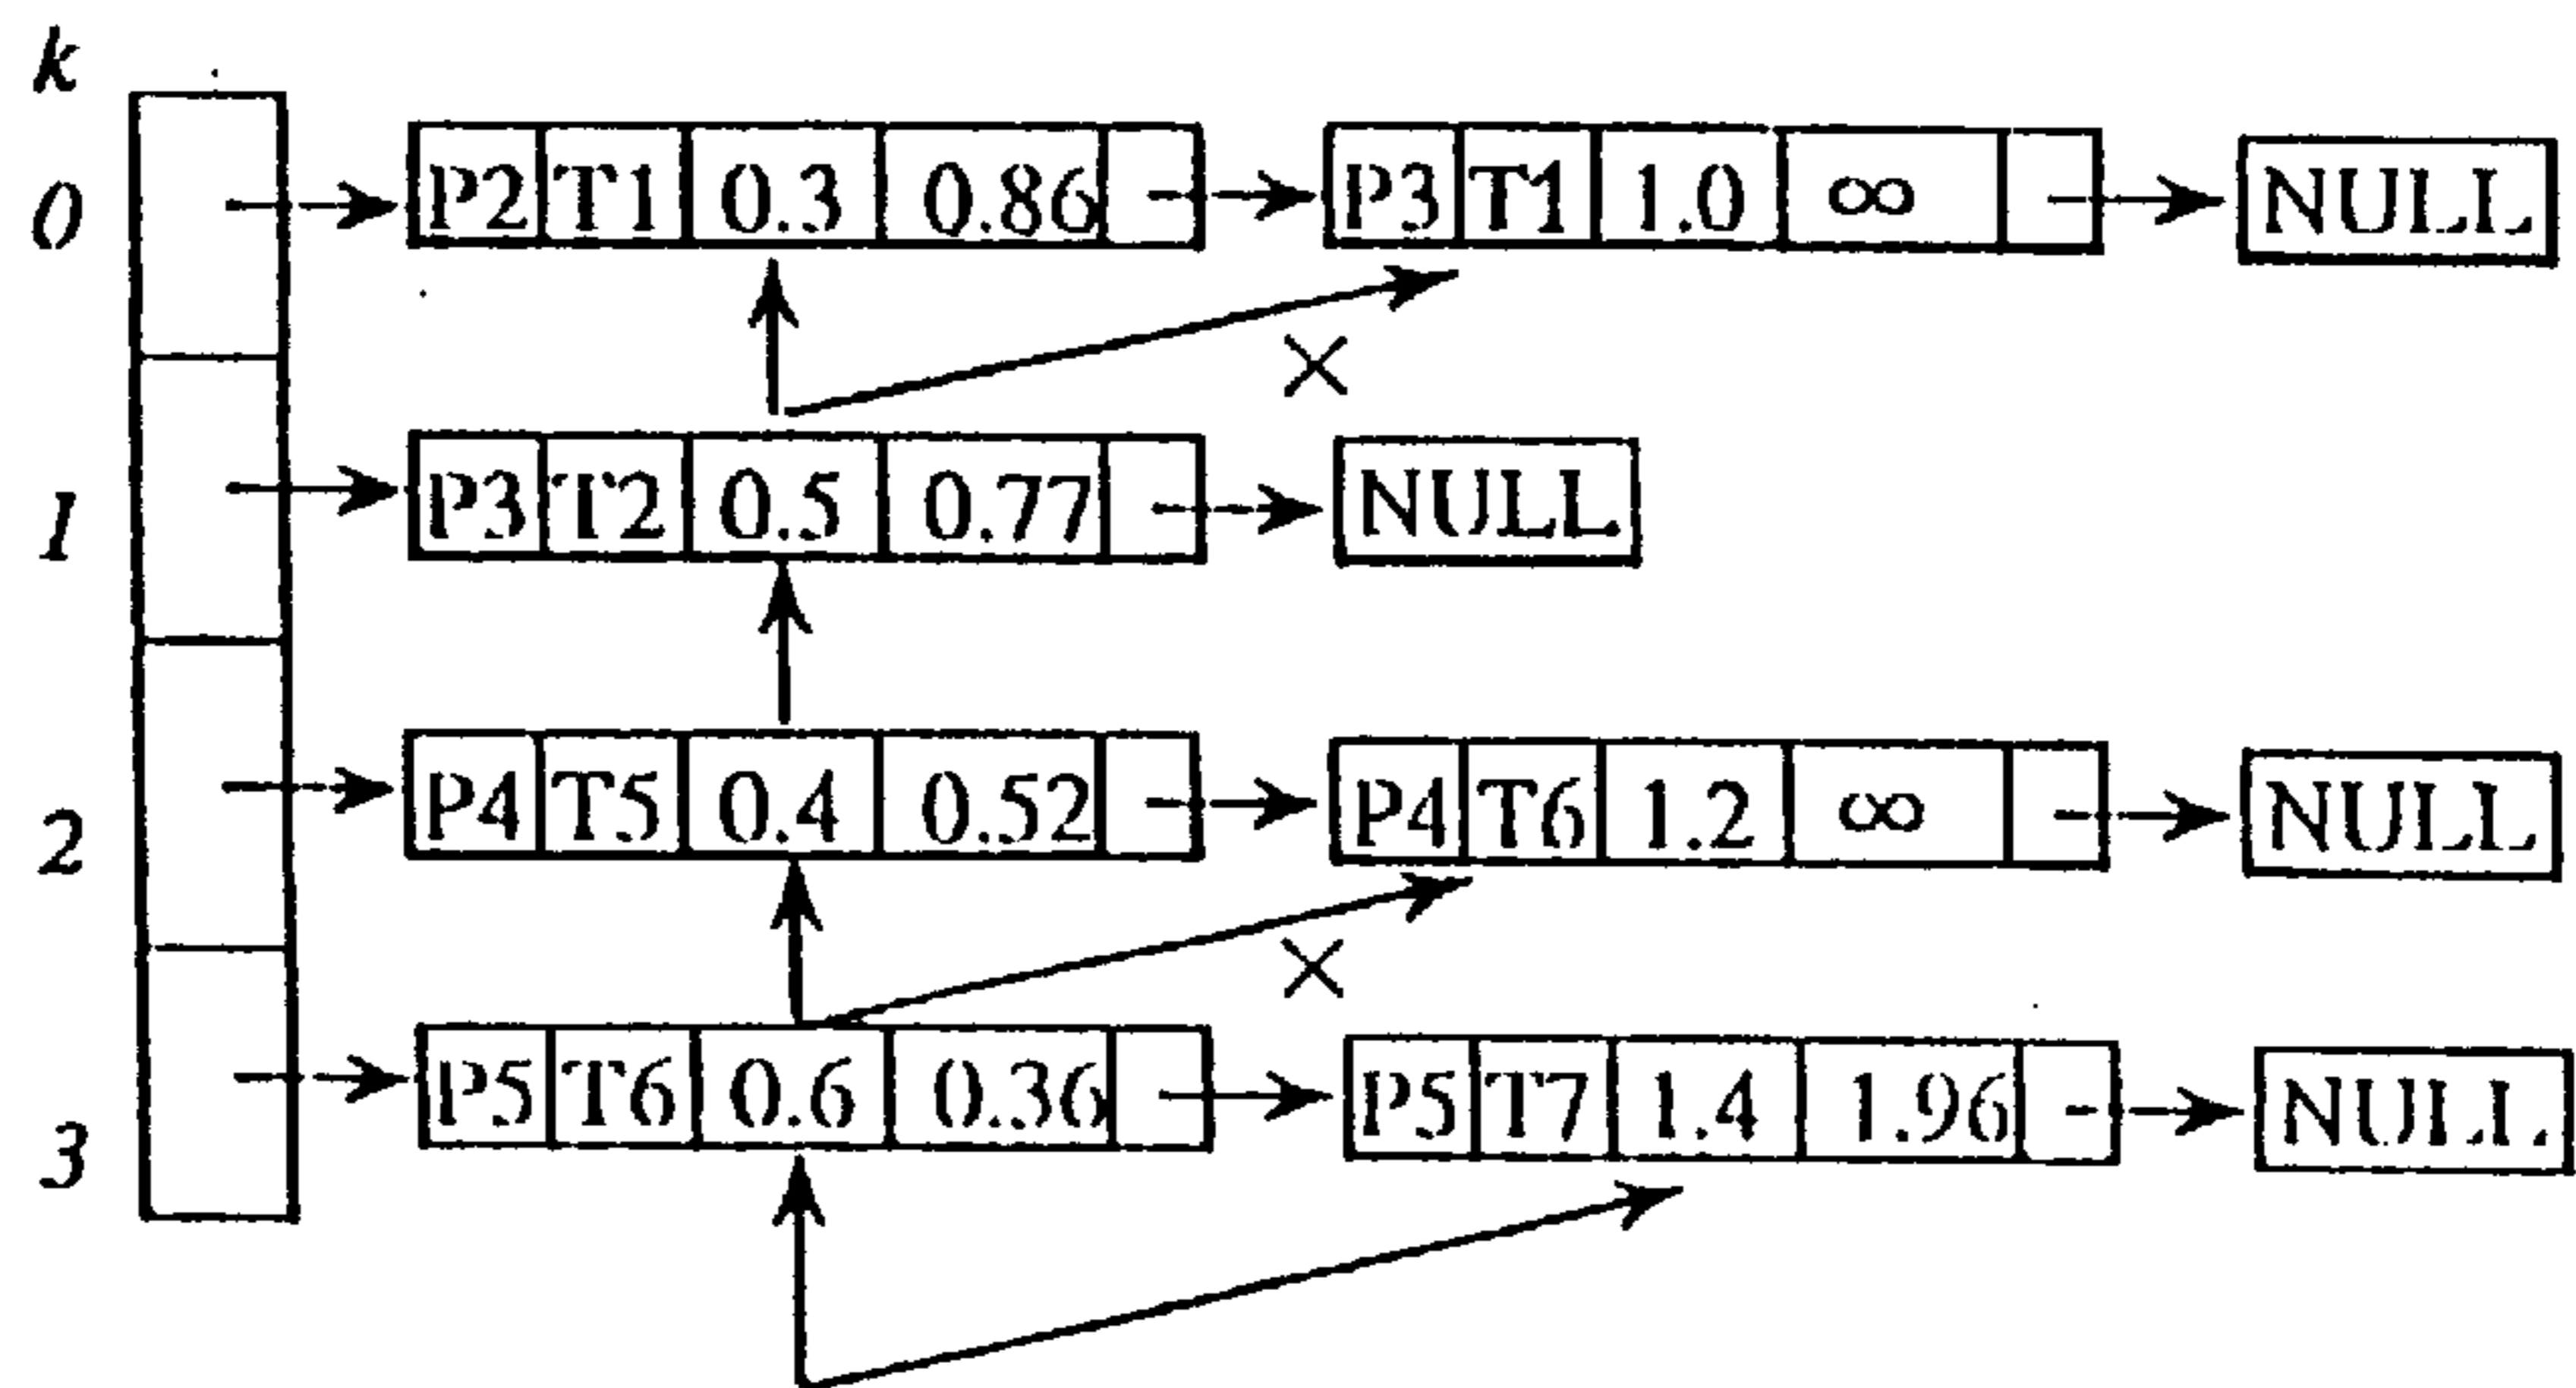 k
0 P2 T1 0.3 0.86 P3 T1 1.0 ∞ NULL
×
1 P3 T2 0.5 0.77 NULL
2 P4 T5 0.4 0.52 P4 T6 1.2 ∞ NULL
×
3 P5 T6 0.6 0.36 P5 T7 1.4 1.96 NULL